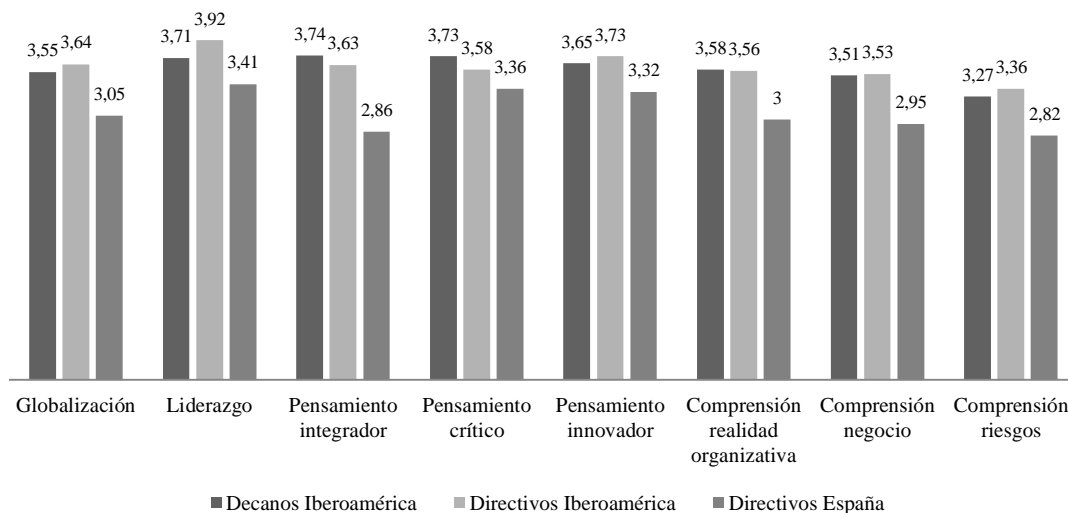 3,55 3,64 3,05
3,71 3,92 3,41
3,74 3,63 2,86
3,73 3,58 3,36
3,65 3,73 3,32
3,58 3,56 3
3,51 3,53 2,95
3,27 3,36 2,82
Globalización
Liderazgo
Pensamiento
integrador
Pensamiento
crítico
Pensamiento
innovador
Comprensión
realidad
organizativa
Comprensión
negocio
Comprensión
riesgos
Decanos Iberoamérica Directivos Iberoamérica Directivos España